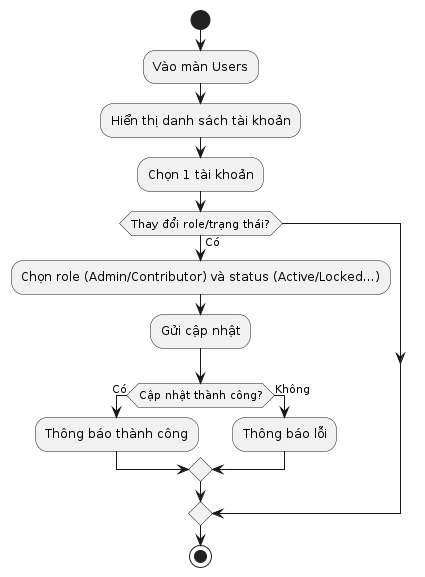 Vào màn Users
Hiển thị danh sách tài khoản
Chọn 1 tài khoản
Thay đổi role/trạng thái?
Có
Chọn role (Admin/Contributor) và status (Active/Locked...)
Gửi cập nhật
Có
Cập nhật thành công?
Không
Thông báo thành công
Thông báo lỗi